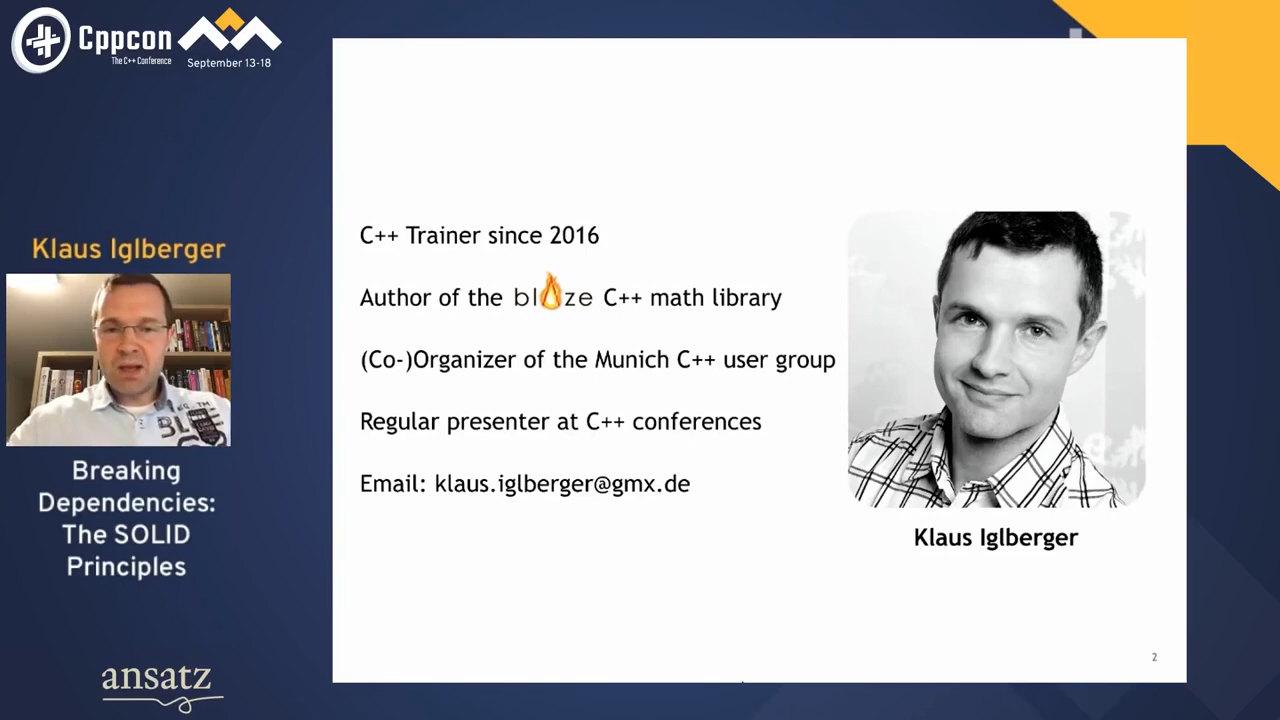 Cppcon
The C++ Conference
September 13-18
Klaus Iglberger
Breaking
Dependencies:
The SOLID
Principles
ansatz
C++ Trainer since 2016
Author of the blaze C++ math library
(Co-)Organizer of the Munich C++ user group
Regular presenter at C++ conferences
Email: klaus.iglberger@gmx.de
Klaus Iglberger
2